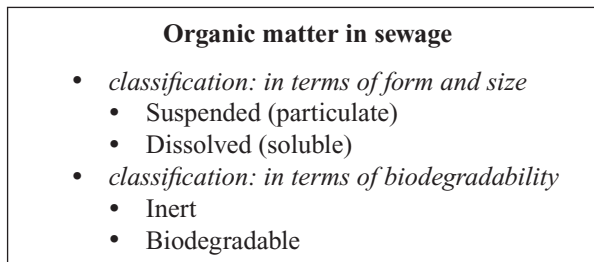 Organic matter in sewage
• classification: in terms of form and size
• Suspended (particulate)
• Dissolved (soluble)
• classification: in terms of biodegradability
• Inert
• Biodegradable